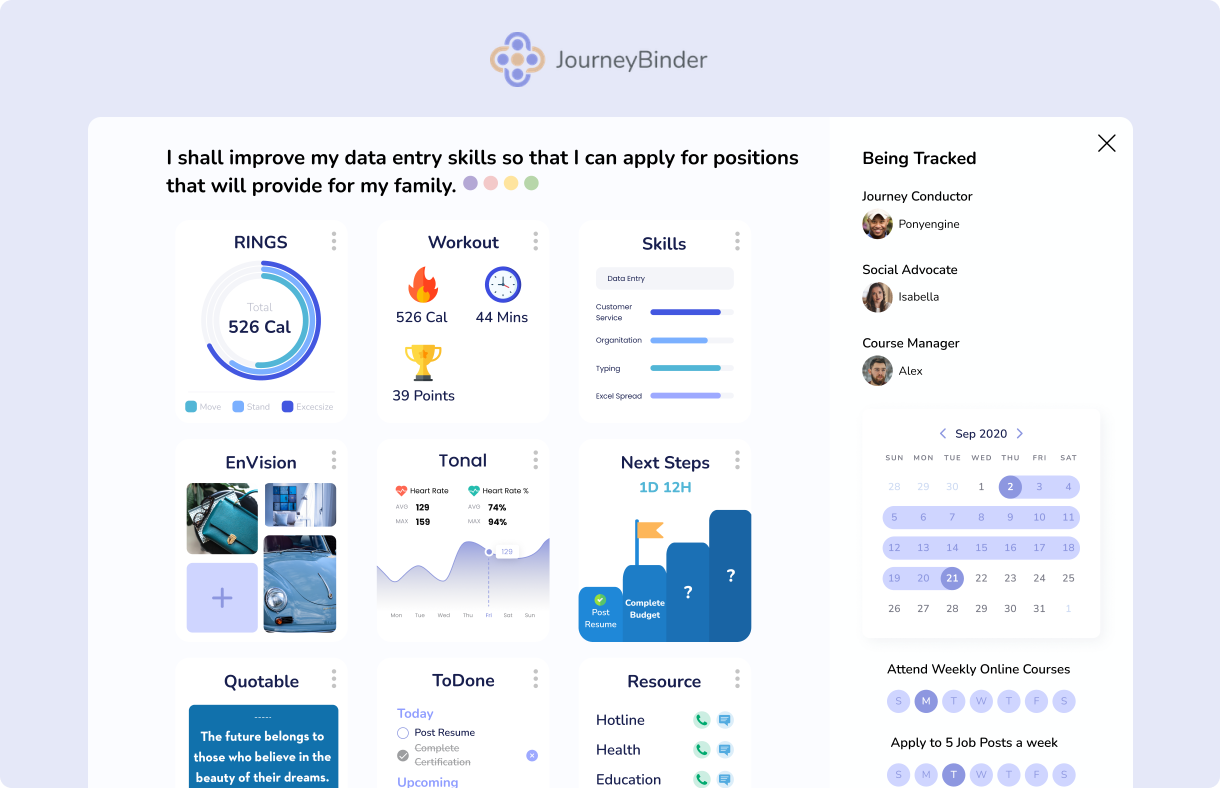 JourneyBinder
I shall improve my data entry skills so that I can apply for positions
that will provide for my family.
RINGS
Total
526 Cal
Move Stand Excecsize
Workout
526 Cal 44 Mins
39 Points
Skills
Data Entry
Customer
Service
Organitation
Typing
Excel Spread
EnVision
+
Tonal
Heart Rate Heart Rate %
AVG 129 AVG 74%
MAX 159 MAX 94%
129
Mon Tue Wed Thu Fri Sat Sun
Next Steps
1D 12H
Post
Resume
Complete
Budget
?
?
Quotable
-----
The future belongs to
those who believe in the
beauty of their dreams.
ToDone
Today
Post Resume
Complete
Certification
Upcoming
Resource
Hotline
Health
Education
Being Tracked
Journey Conductor
Ponyengine
Social Advocate
Isabella
Course Manager
Alex
Sep 2020
SUN MON TUE WED THU FRI SAT
28 29 30 1 2 3 4
5 6 7 8 9 10 11
12 13 14 15 16 17 18
19 20 21 22 23 24 25
26 27 28 29 30 31 1
Attend Weekly Online Courses
S M T W T F S
Apply to 5 Job Posts a week
S M T W T F S